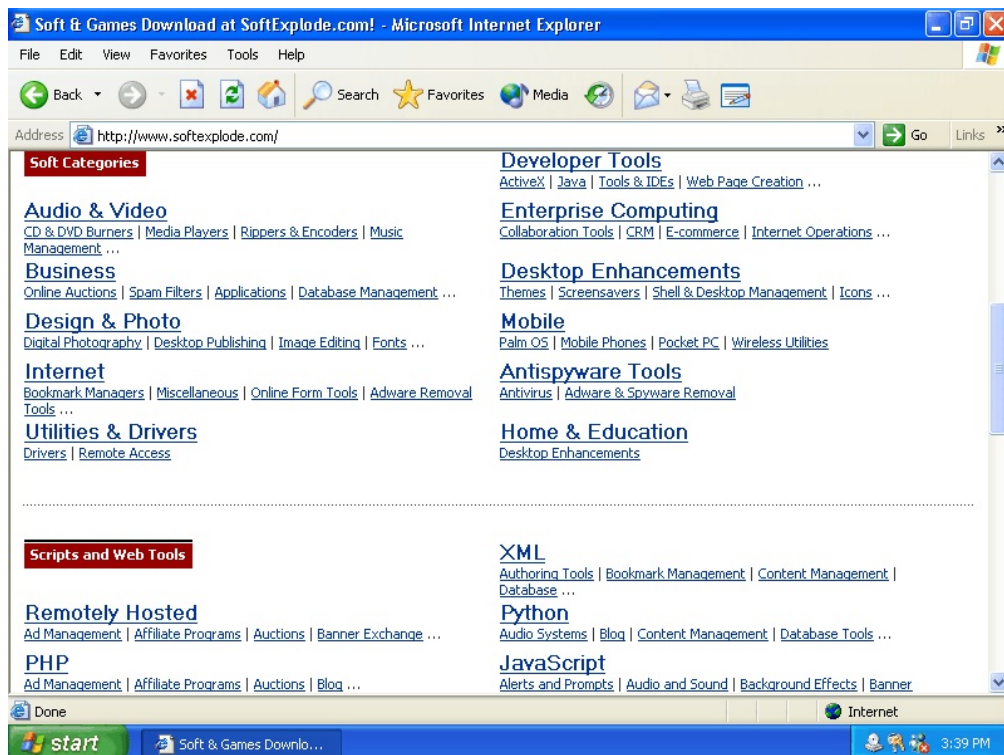 Soft & Games Download at SoftExplode.com! - Microsoft Internet Explorer
File Edit View Favorites Tools Help
Back Search Favorites Media
Address http://www.softexplode.com/ Go Links »
Soft Categories
Developer Tools
ActiveX | Java | Tools & IDEs | Web Page Creation ...
Audio & Video
CD & DVD Burners | Media Players | Rippers & Encoders | Music
Management ...
Enterprise Computing
Collaboration Tools | CRM | E-commerce | Internet Operations ...
Business
Online Auctions | Spam Filters | Applications | Database Management ...
Desktop Enhancements
Themes | Screensavers | Shell & Desktop Management | Icons ...
Design & Photo
Digital Photography | Desktop Publishing | Image Editing | Fonts ...
Mobile
Palm OS | Mobile Phones | Pocket PC | Wireless Utilities
Internet
Bookmark Managers | Miscellaneous | Online Form Tools | Adware Removal
Tools ...
Antispyware Tools
Antivirus | Adware & Spyware Removal
Utilities & Drivers
Drivers | Remote Access
Home & Education
Desktop Enhancements
Scripts and Web Tools
XML
Authoring Tools | Bookmark Management | Content Management |
Database ...
Remotely Hosted
Ad Management | Affiliate Programs | Auctions | Banner Exchange ...
Python
Audio Systems | Blog | Content Management | Database Tools ...
PHP
Ad Management | Affiliate Programs | Auctions | Blog ...
JavaScript
Alerts and Prompts | Audio and Sound | Background Effects | Banner
Done Internet
start Soft & Games Downlo... 3:39 PM